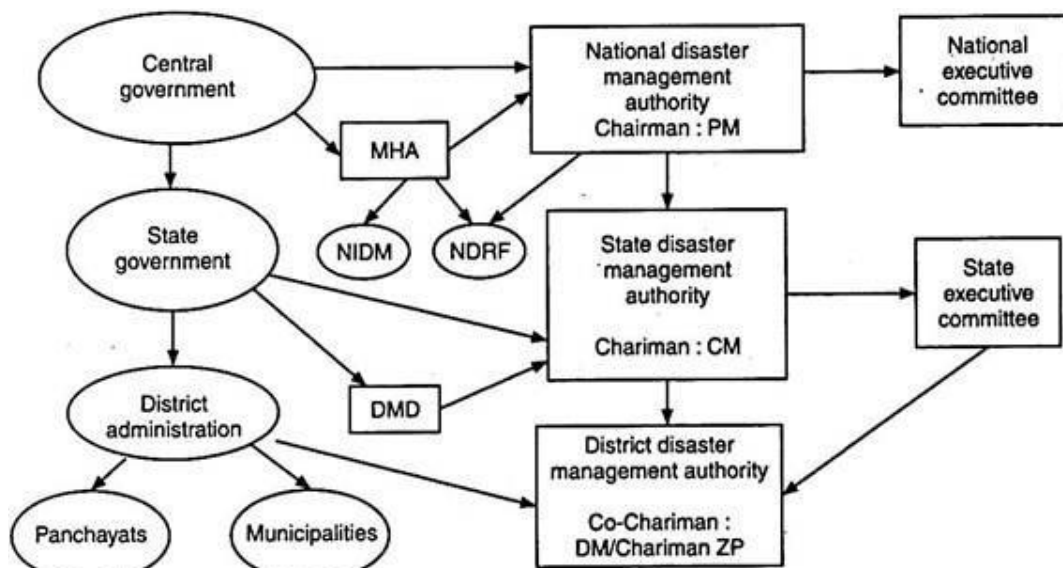 Central
government
National disaster
management
authority
Chairman : PM
National
executive
committee
MHA
NIDM
NDRF
State
government
State disaster
management
authority
Chariman : CM
State
executive
committee
DMD
District
administration
District disaster
management authority
Co-Chariman :
DM/Chariman ZP
Panchayats
Municipalities